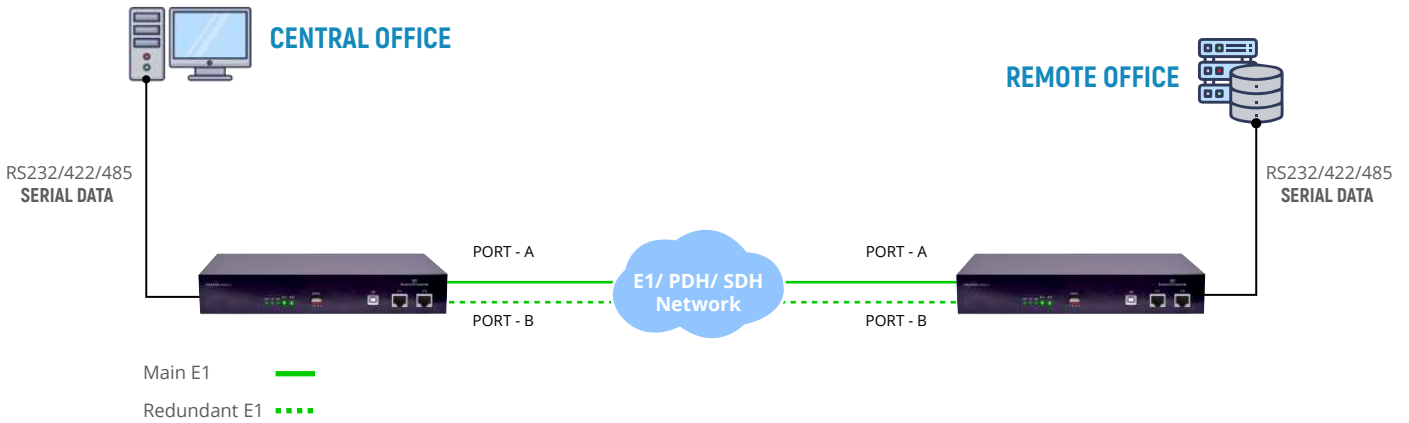 CENTRAL OFFICE
REMOTE OFFICE
RS232/422/485
SERIAL DATA
RS232/422/485
SERIAL DATA
PORT - A
PORT - A
E1/ PDH/ SDH
Network
PORT - B
PORT - B
Main E1
Redundant E1